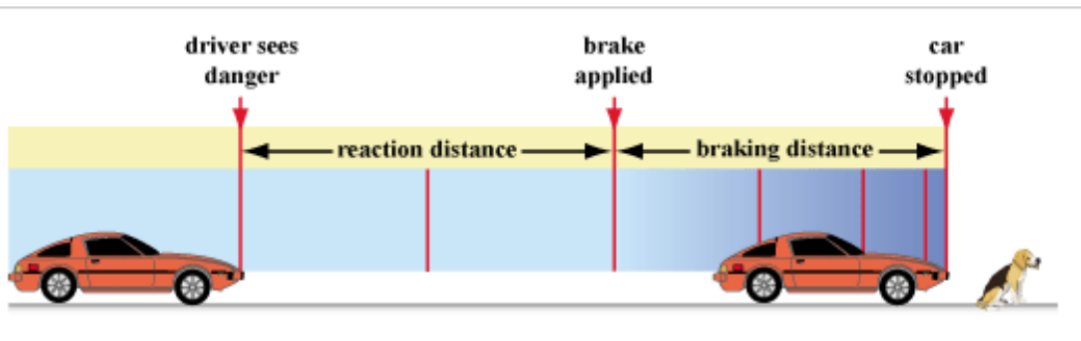 driver sees
danger
brake
applied
car
stopped
reaction distance
braking distance